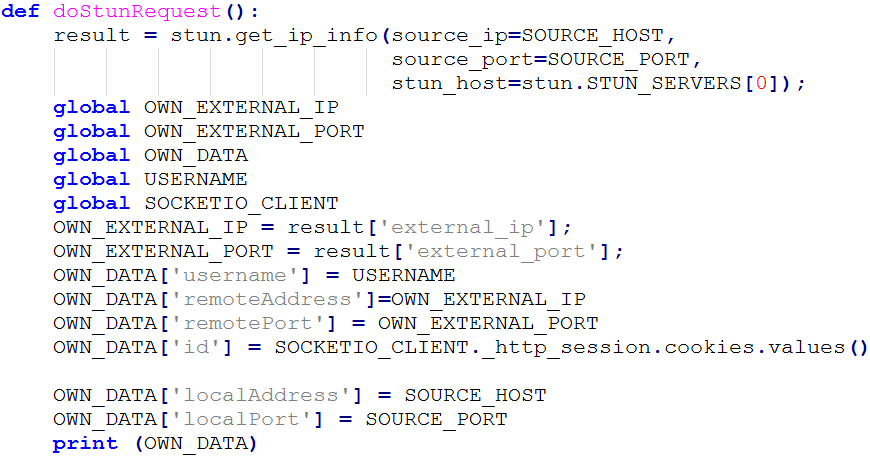 def doStunRequest():
    result = stun.get_ip_info(source_ip=SOURCE_HOST,
                              source_port=SOURCE_PORT,
                              stun_host=stun.STUN_SERVERS[0]);
    global OWN_EXTERNAL_IP
    global OWN_EXTERNAL_PORT
    global OWN_DATA
    global USERNAME
    global SOCKETIO_CLIENT
    OWN_EXTERNAL_IP = result['external_ip'];
    OWN_EXTERNAL_PORT = result['external_port'];
    OWN_DATA['username'] = USERNAME
    OWN_DATA['remoteAddress']=OWN_EXTERNAL_IP
    OWN_DATA['remotePort'] = OWN_EXTERNAL_PORT
    OWN_DATA['id'] = SOCKETIO_CLIENT._http_session.cookies.values()

    OWN_DATA['localAddress'] = SOURCE_HOST
    OWN_DATA['localPort'] = SOURCE_PORT
    print (OWN_DATA)